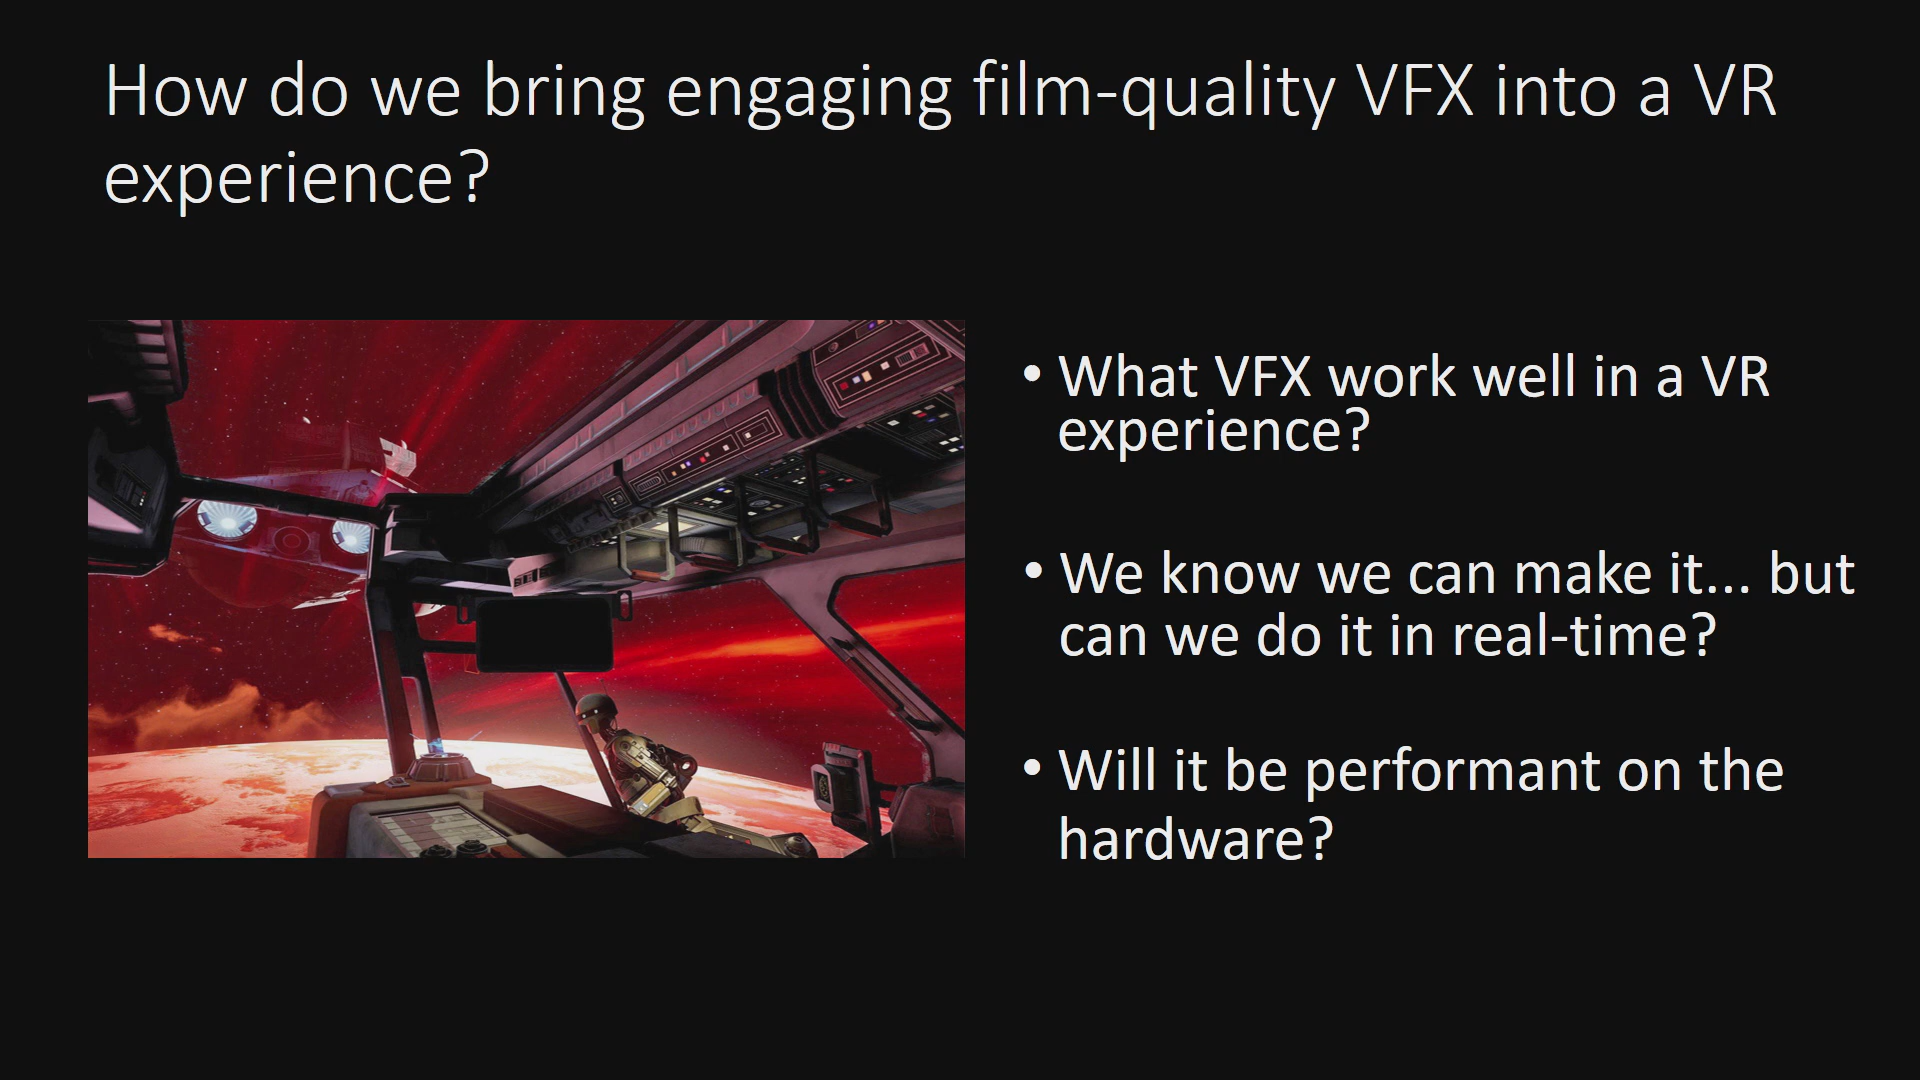 How do we bring engaging film-quality VFX into a VR
experience?
• What VFX work well in a VR
experience?
• We know we can make it... but
can we do it in real-time?
• Will it be performant on the
hardware?